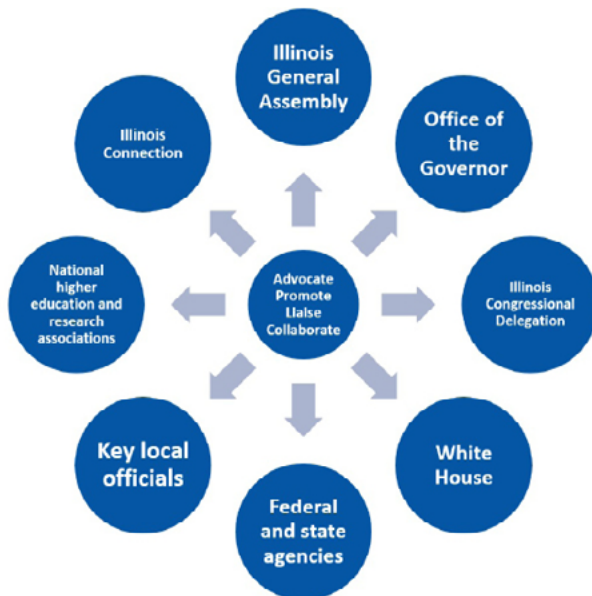 Illinois
General
Assembly
Office of
the
Governor
Illinois
Congressional
Delegation
White
House
Federal
and state
agencies
Key local
officials
National
higher
education and
research
associations
Illinois
Connection
Advocate
Promote
Liaise
Collaborate